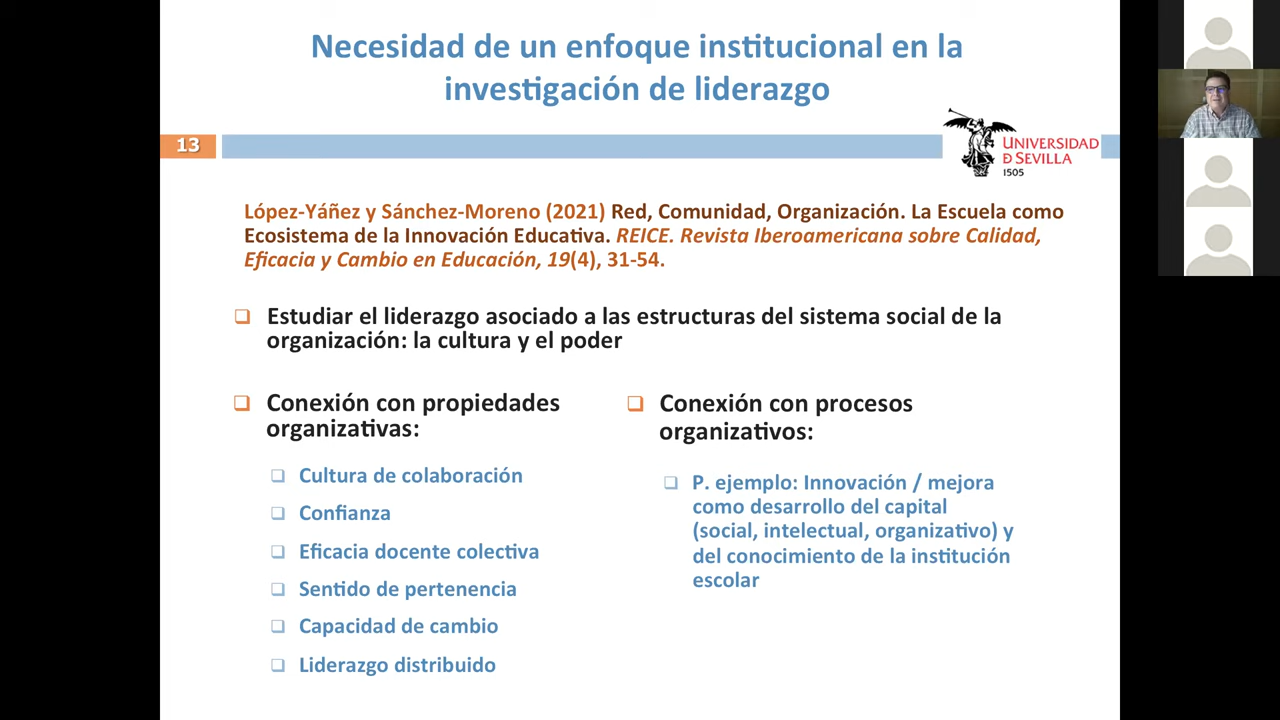 Necesidad de un enfoque institucional en la
investigación de liderazgo
13
UNIVERSIDAD
D SEVILLA
1505
López-Yáñez y Sánchez-Moreno (2021) Red, Comunidad, Organización. La Escuela como
Ecosistema de la Innovación Educativa. REICE. Revista Iberoamericana sobre Calidad,
Eficacia y Cambio en Educación, 19(4), 31-54.
Estudiar el liderazgo asociado a las estructuras del sistema social de la
organización: la cultura y el poder
Conexión con propiedades
organizativas:
Cultura de colaboración
Confianza
Eficacia docente colectiva
Sentido de pertenencia
Capacidad de cambio
Liderazgo distribuido
Conexión con procesos
organizativos:
P. ejemplo: Innovación / mejora
como desarrollo del capital
(social, intelectual, organizativo) y
del conocimiento de la institución
escolar